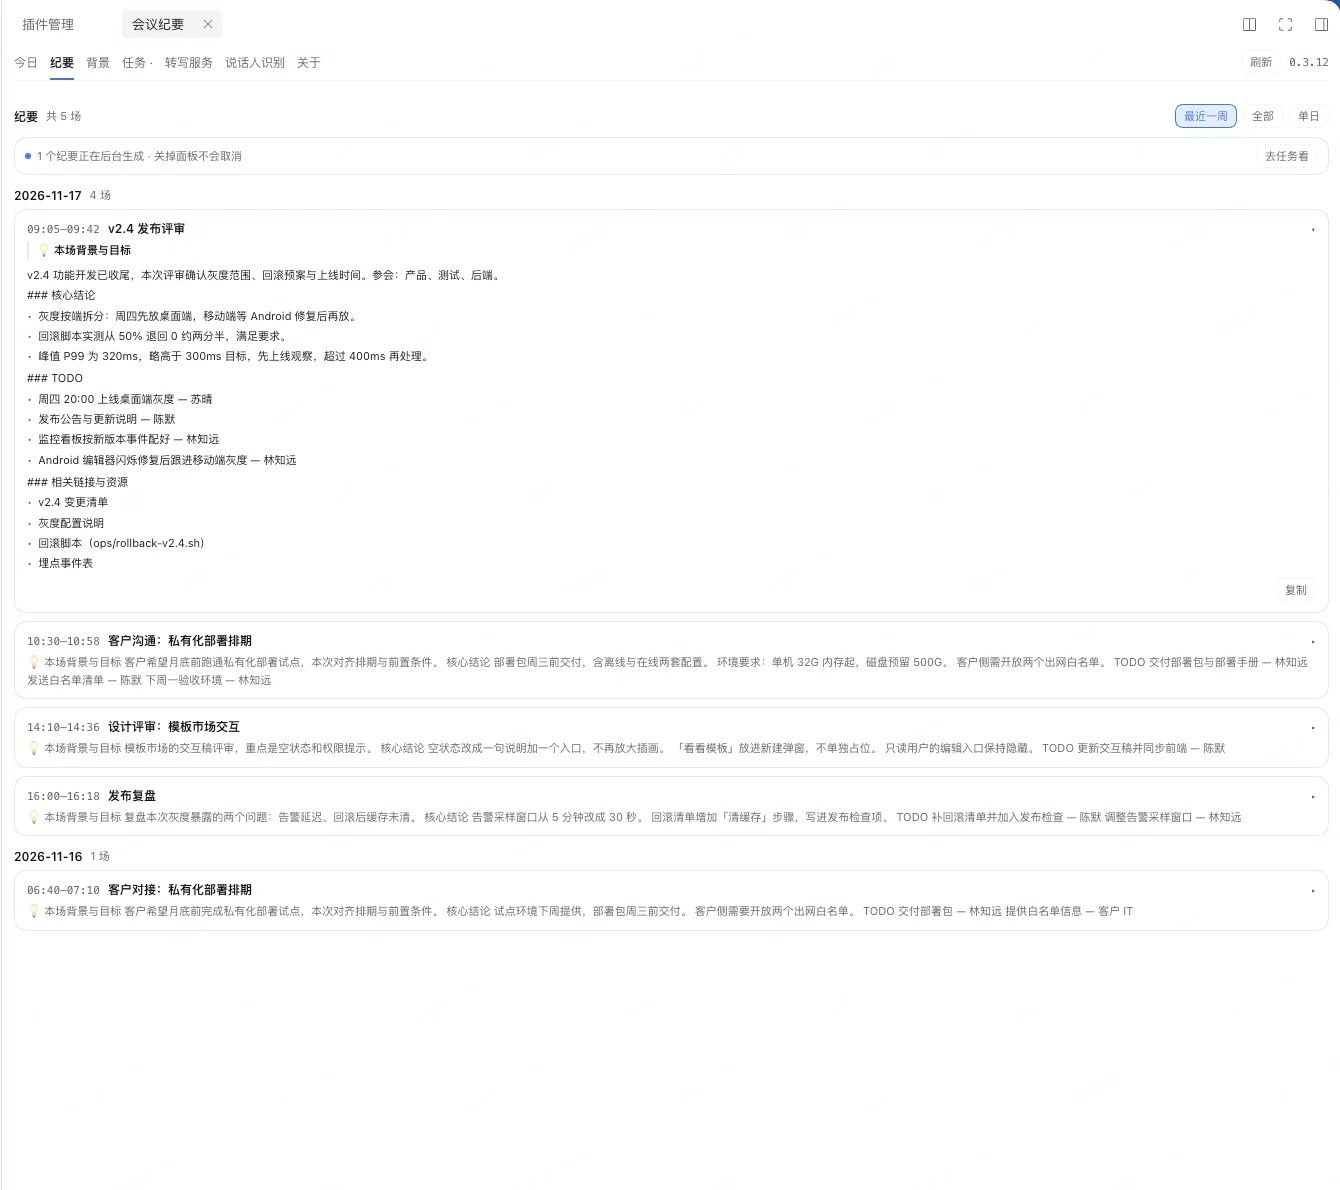 插件管理
会议纪要
今日 纪要 背景 任务 · 转写服务 说话人识别 关于
刷新 0.3.12
纪要 共 5 场
最近一周 全部 单日
1 个纪要正在后台生成 · 关掉面板不会取消
去任务看
2026-11-17 4 场
09:05—09:42 v2.4 发布评审
💡 本场背景与目标
v2.4 功能开发已收尾，本次评审确认灰度范围、回滚预案与上线时间。参会：产品、测试、后端。
### 核心结论
· 灰度按端拆分：周四先放桌面端，移动端等 Android 修复后再放。
· 回滚脚本实测从 50% 退回 0 约两分半，满足要求。
· 峰值 P99 为 320ms，略高于 300ms 目标，先上线观察，超过 400ms 再处理。
### TODO
· 周四 20:00 上线桌面端灰度 — 苏晴
· 发布公告与更新说明 — 陈默
· 监控看板按新版本事件配好 — 林知远
· Android 编辑器闪烁修复后跟进移动端灰度 — 林知远
### 相关链接与资源
· v2.4 变更清单
· 灰度配置说明
· 回滚脚本（ops/rollback-v2.4.sh）
· 埋点事件表
复制
10:30—10:58 客户沟通：私有化部署排期
💡 本场背景与目标 客户希望月底前跑通私有化部署试点，本次对齐排期与前置条件。 核心结论 部署包周三前交付，含离线与在线两套配置。 环境要求：单机 32G 内存起，磁盘预留 500G。 客户侧需开放两个出网白名单。 TODO 交付部署包与部署手册 — 林知远
发送白名单清单 — 陈默 下周一验收环境 — 林知远
14:10—14:36 设计评审：模板市场交互
💡 本场背景与目标 模板市场的交互稿评审，重点是空状态和权限提示。 核心结论 空状态改成一句说明加一个入口，不再放大插画。 「看看模板」放进新建弹窗，不单独占位。 只读用户的编辑入口保持隐藏。 TODO 更新交互稿并同步前端 — 陈默
16:00—16:18 发布复盘
💡 本场背景与目标 复盘本次灰度暴露的两个问题：告警延迟、回滚后缓存未清。 核心结论 告警采样窗口从 5 分钟改成 30 秒。 回滚清单增加「清缓存」步骤，写进发布检查项。 TODO 补回滚清单并加入发布检查 — 陈默 调整告警采样窗口 — 林知远
2026-11-16 1 场
06:40—07:10 客户对接：私有化部署排期
💡 本场背景与目标 客户希望月底前完成私有化部署试点，本次对齐排期与前置条件。 核心结论 试点环境下周提供，部署包周三前交付。 客户侧需要开放两个出网白名单。 TODO 交付部署包 — 林知远 提供白名单信息 — 客户 IT